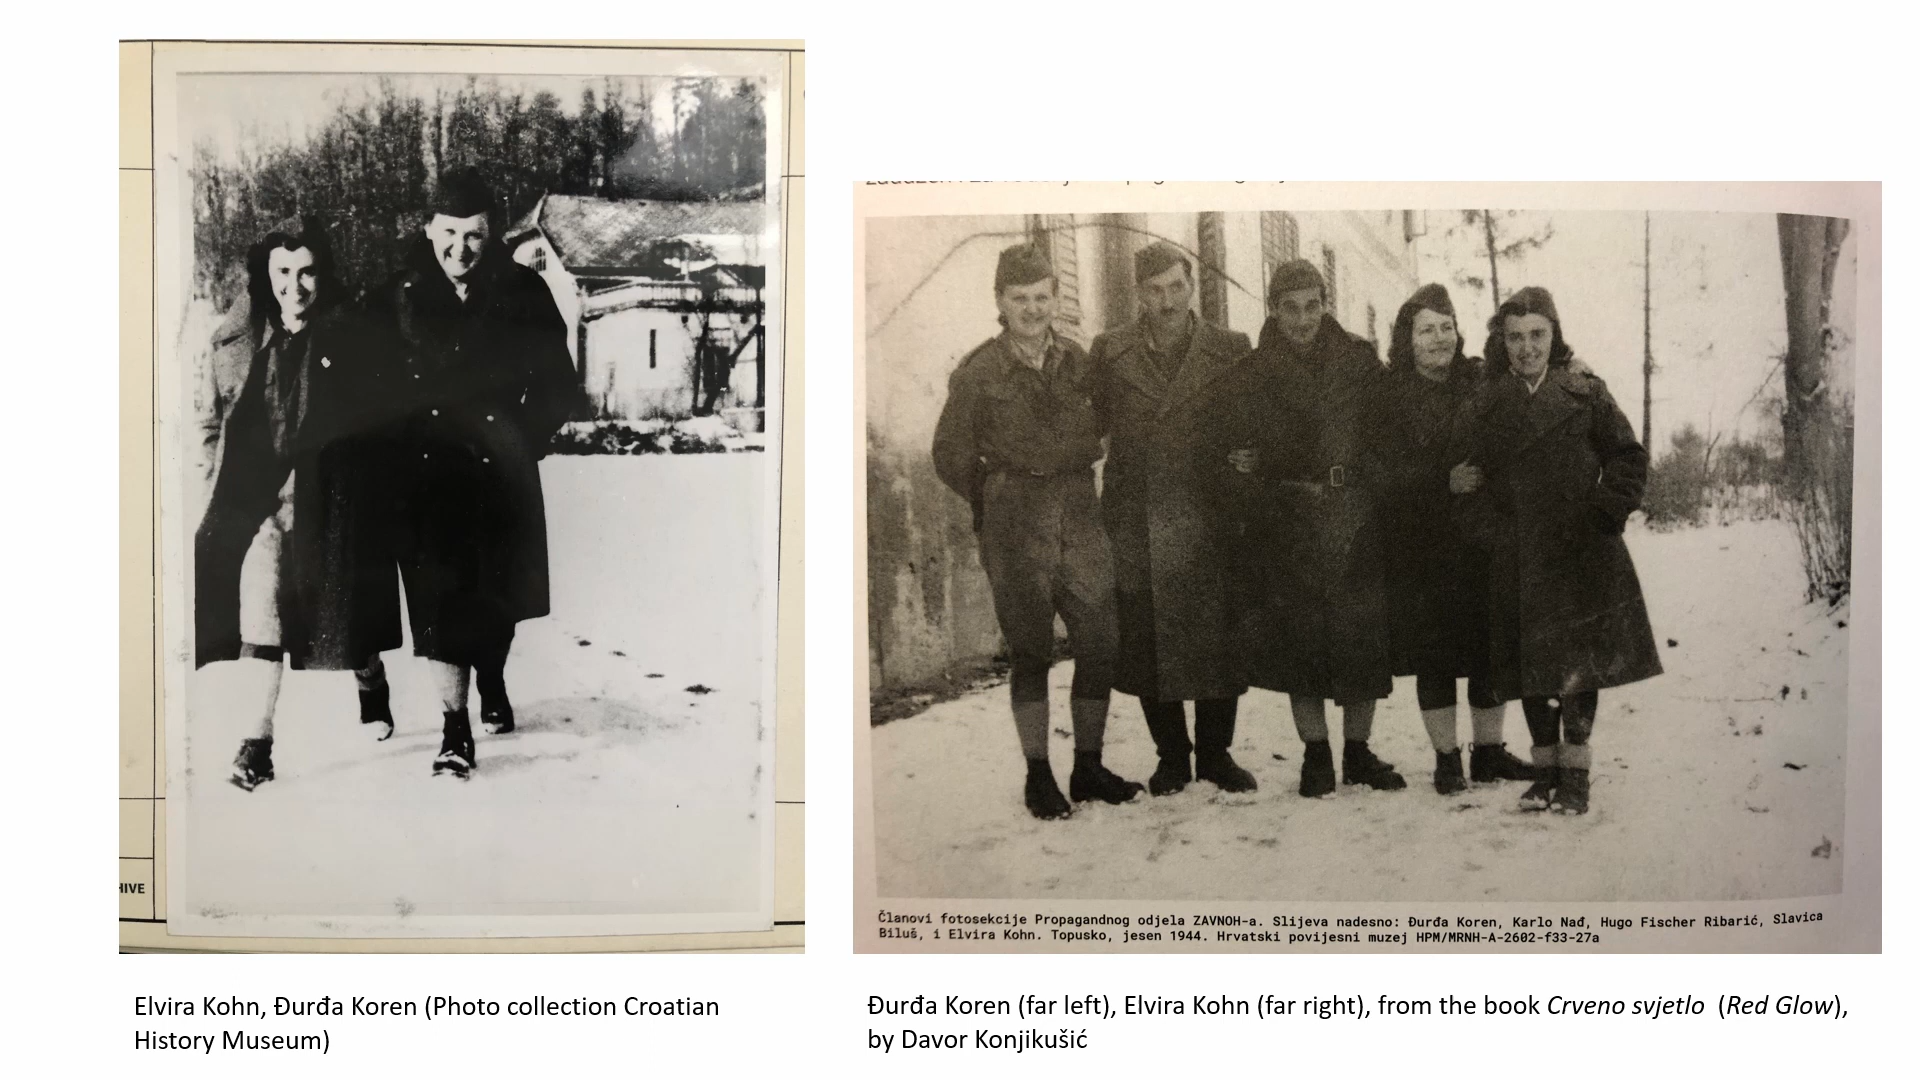 HIVE
Članovi fotosekcije Propagandnog odjela ZAVNOH-a. Slijeva nadesno: Đurđa Koren, Karlo Nađ, Hugo Fischer Ribarić, Slavica
Biluš, i Elvira Kohn. Topusko, jesen 1944. Hrvatski povijesni muzej HPM/MRNH-A-2602-f33-27a
Elvira Kohn, Đurđa Koren (Photo collection Croatian
History Museum)
Đurđa Koren (far left), Elvira Kohn (far right), from the book Crveno svjetlo (Red Glow),
by Davor Konjikušić